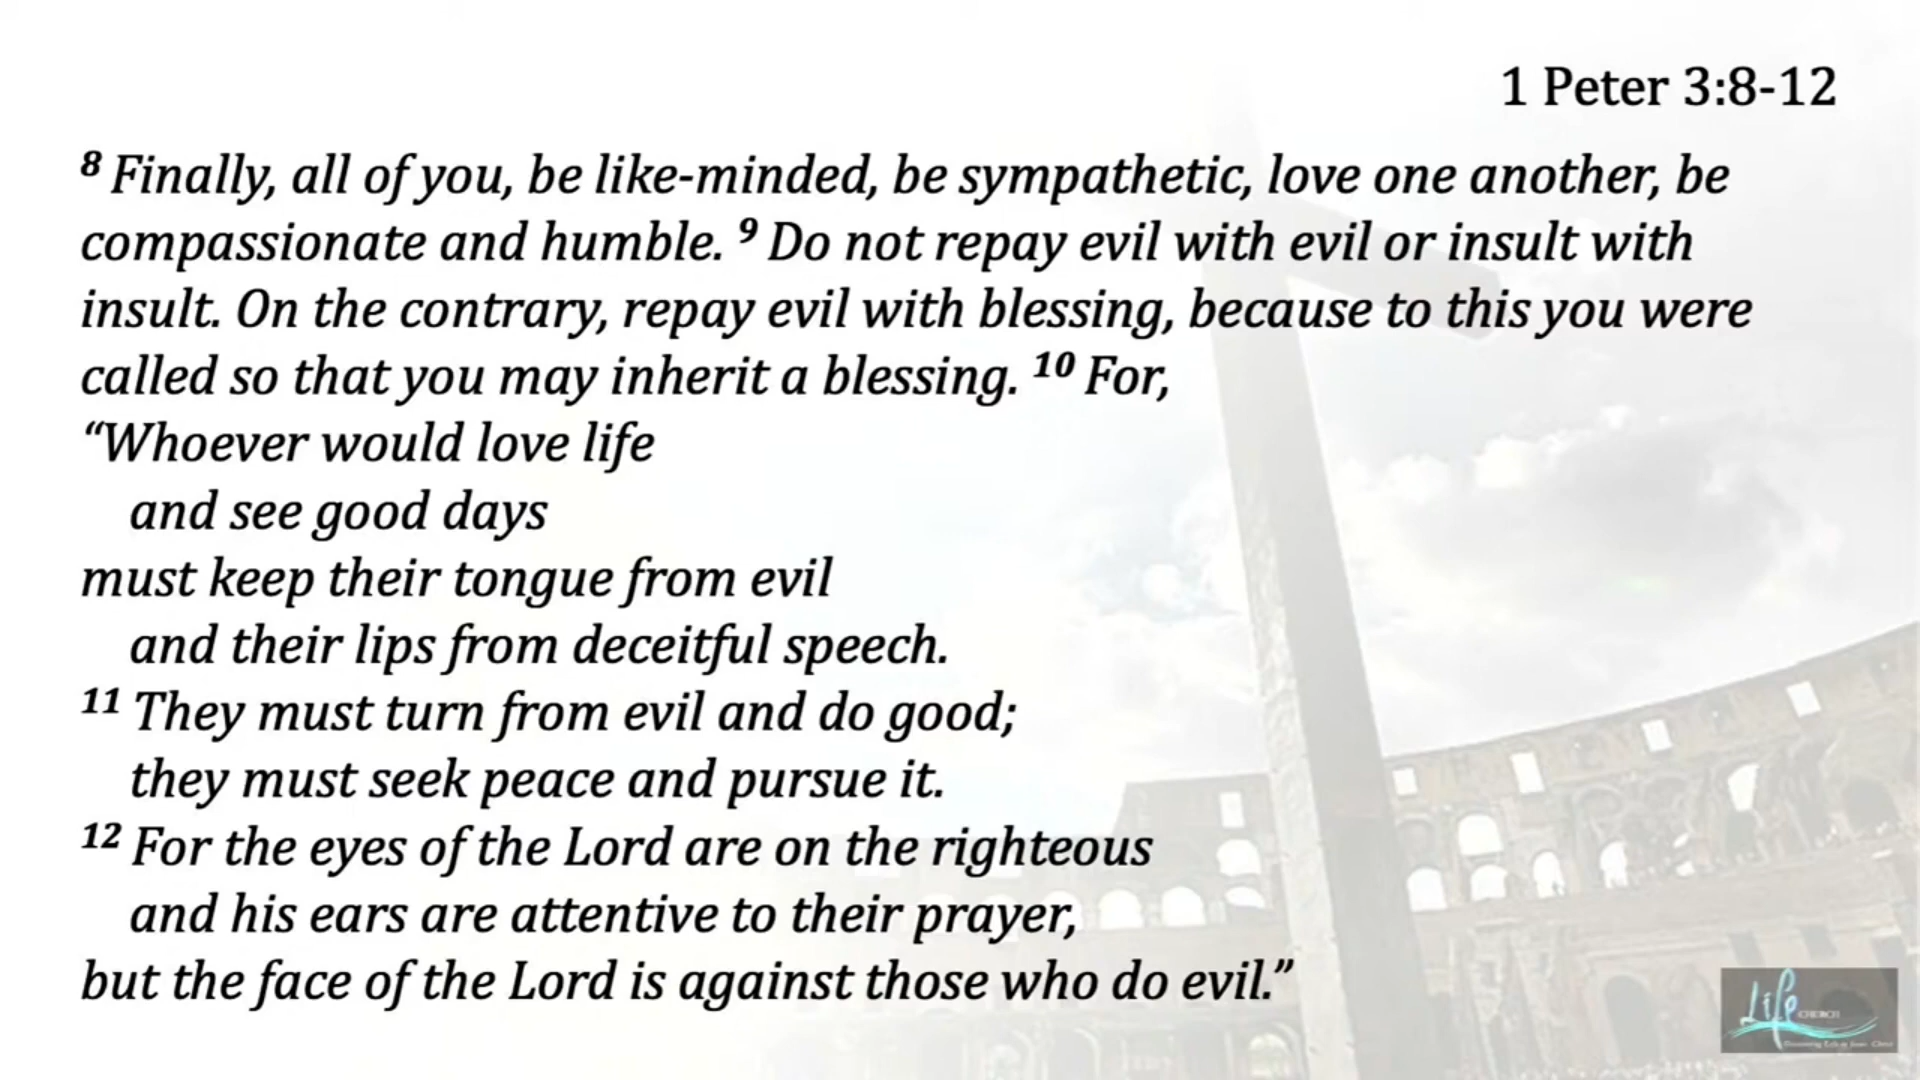 1 Peter 3:8-12
8 Finally, all of you, be like-minded, be sympathetic, love one another, be
compassionate and humble. 9 Do not repay evil with evil or insult with
insult. On the contrary, repay evil with blessing, because to this you were
called so that you may inherit a blessing. 10 For,
“Whoever would love life
and see good days
must keep their tongue from evil
and their lips from deceitful speech.
11 They must turn from evil and do good;
they must seek peace and pursue it.
12 For the eyes of the Lord are on the righteous
and his ears are attentive to their prayer,
but the face of the Lord is against those who do evil.”
Life
CHURCH